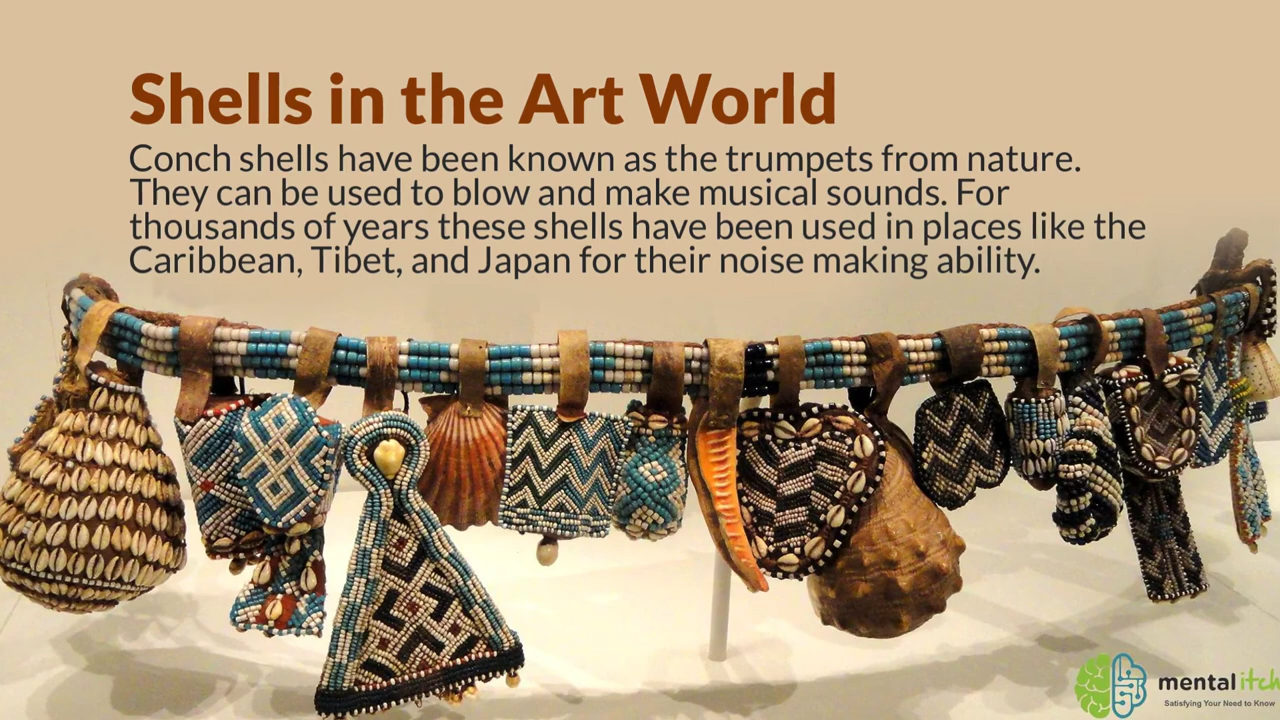 Shells in the Art World
Conch shells have been known as the trumpets from nature.
They can be used to blow and make musical sounds. For
thousands of years these shells have been used in places like the
Caribbean, Tibet, and Japan for their noise making ability.
mental itch
Satisfying Your Need to Know